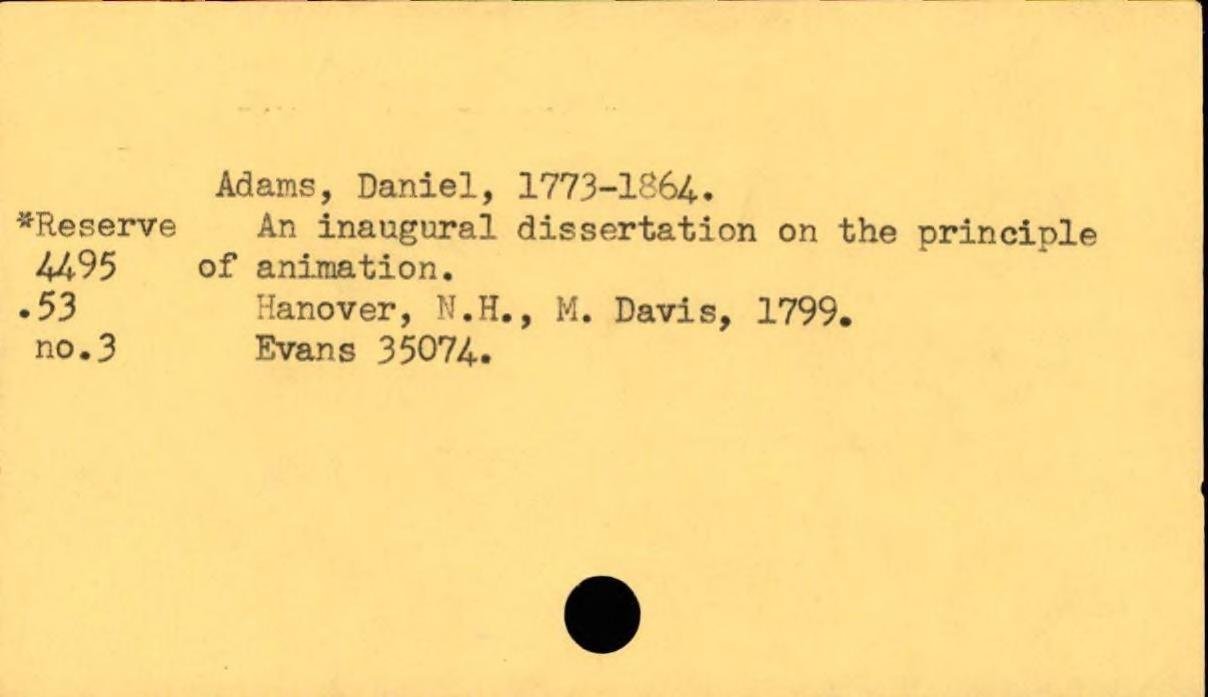 Adams, Daniel, 1773-1864.
*Reserve An inaugural dissertation on the principle
4495 of animation.
.53 Hanover, N.H., M. Davis, 1799.
no.3 Evans 35074.